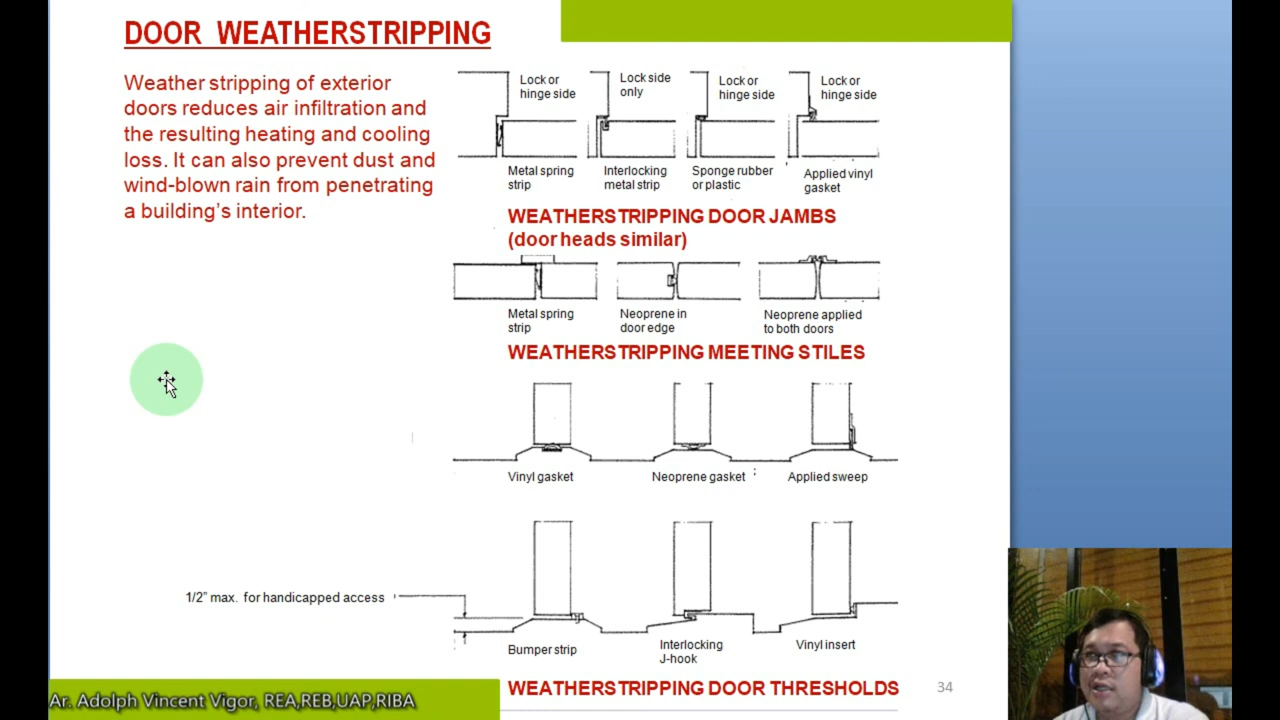 DOOR WEATHERSTRIPPING
Weather stripping of exterior
doors reduces air infiltration and
the resulting heating and cooling
loss. It can also prevent dust and
wind-blown rain from penetrating
a building's interior.
Lock or
hinge side
Lock side
only
Lock or
hinge side
Lock or
hinge side
Metal spring
strip
Interlocking
metal strip
Sponge rubber
or plastic
Applied vinyl
gasket
WEATHERSTRIPPING DOOR JAMBS
(door heads similar)
Metal spring
strip
Neoprene in
door edge
Neoprene applied
to both doors
WEATHERSTRIPPING MEETING STILES
Vinyl gasket
Neoprene gasket
Applied sweep
1/2" max. for handicapped access
Bumper strip
Interlocking
J-hook
Vinyl insert
WEATHERSTRIPPING DOOR THRESHOLDS
34
Ar. Adolph Vincent Vigor, REA,REB,UAP,RIBA